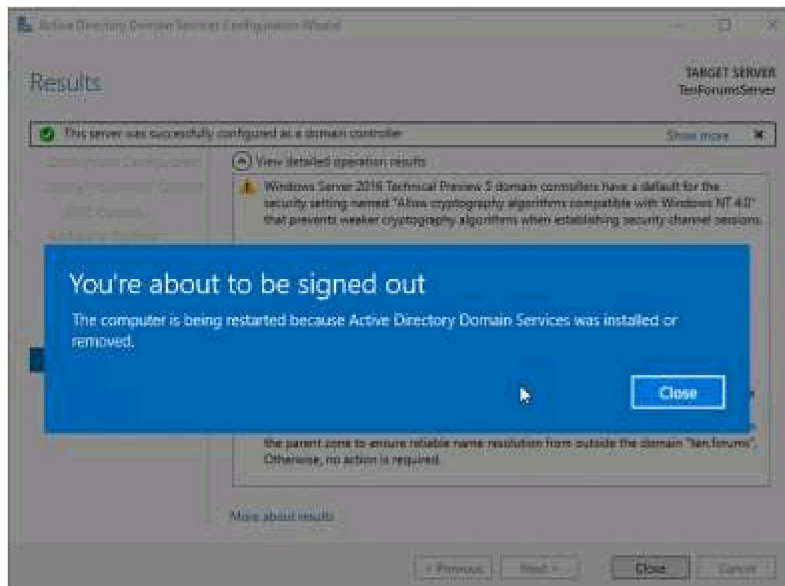 Active Directory Domain Services Configuration Wizard
Results
TARGET SERVER
TenForumsServer
This server was successfully configured as a domain controller
Show more
View detailed operation results
Windows Server 2016 Technical Preview 5 domain controllers have a default for the
security setting named "Allow cryptography algorithms compatible with Windows NT 4.0"
that prevents weaker cryptography algorithms when establishing security channel sessions.
You're about to be signed out
The computer is being restarted because Active Directory Domain Services was installed or
removed.
Close
the parent zone to ensure reliable name resolution from outside the domain "ten.forums".
Otherwise, no action is required.
More about results
< Previous
Next >
Close
Cancel